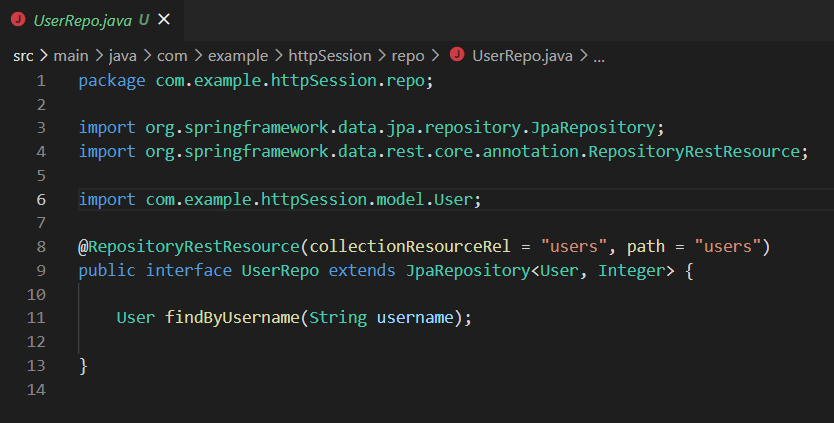 UserRepo.java U ×
src > main > java > com > example > httpSession > repo > J UserRepo.java > ...
1 package com.example.httpSession.repo;
2
3 import org.springframework.data.jpa.repository.JpaRepository;
4 import org.springframework.data.rest.core.annotation.RepositoryRestResource;
5
6 import com.example.httpSession.model.User;
7
8 @RepositoryRestResource(collectionResourceRel = "users", path = "users")
9 public interface UserRepo extends JpaRepository<User, Integer> {
10
11     User findByUsername(String username);
12
13 }
14